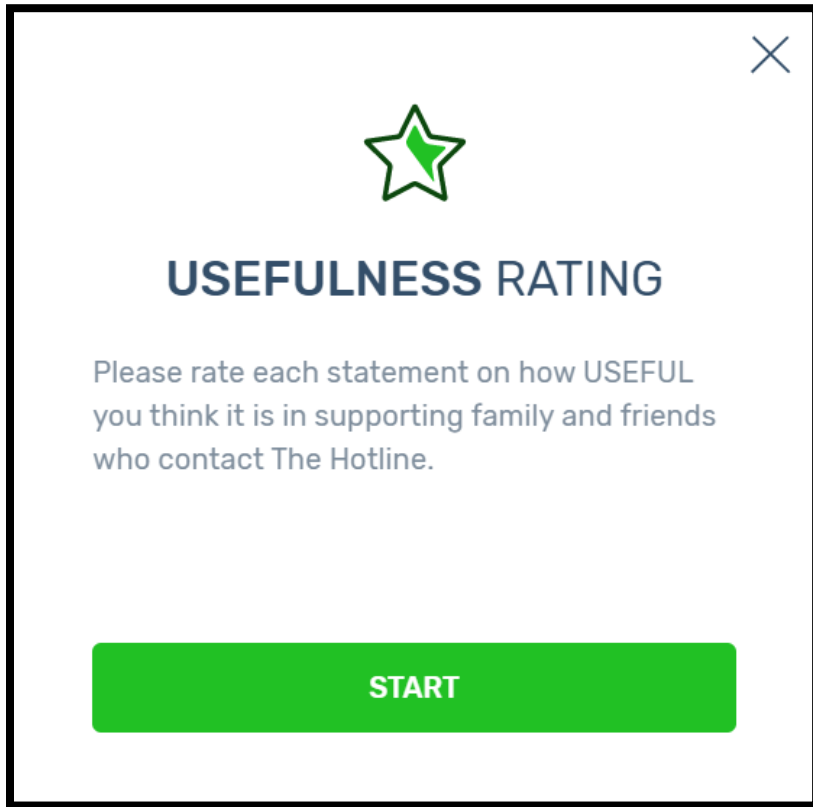 USEFULNESS RATING
Please rate each statement on how USEFUL
you think it is in supporting family and friends
who contact The Hotline.
START